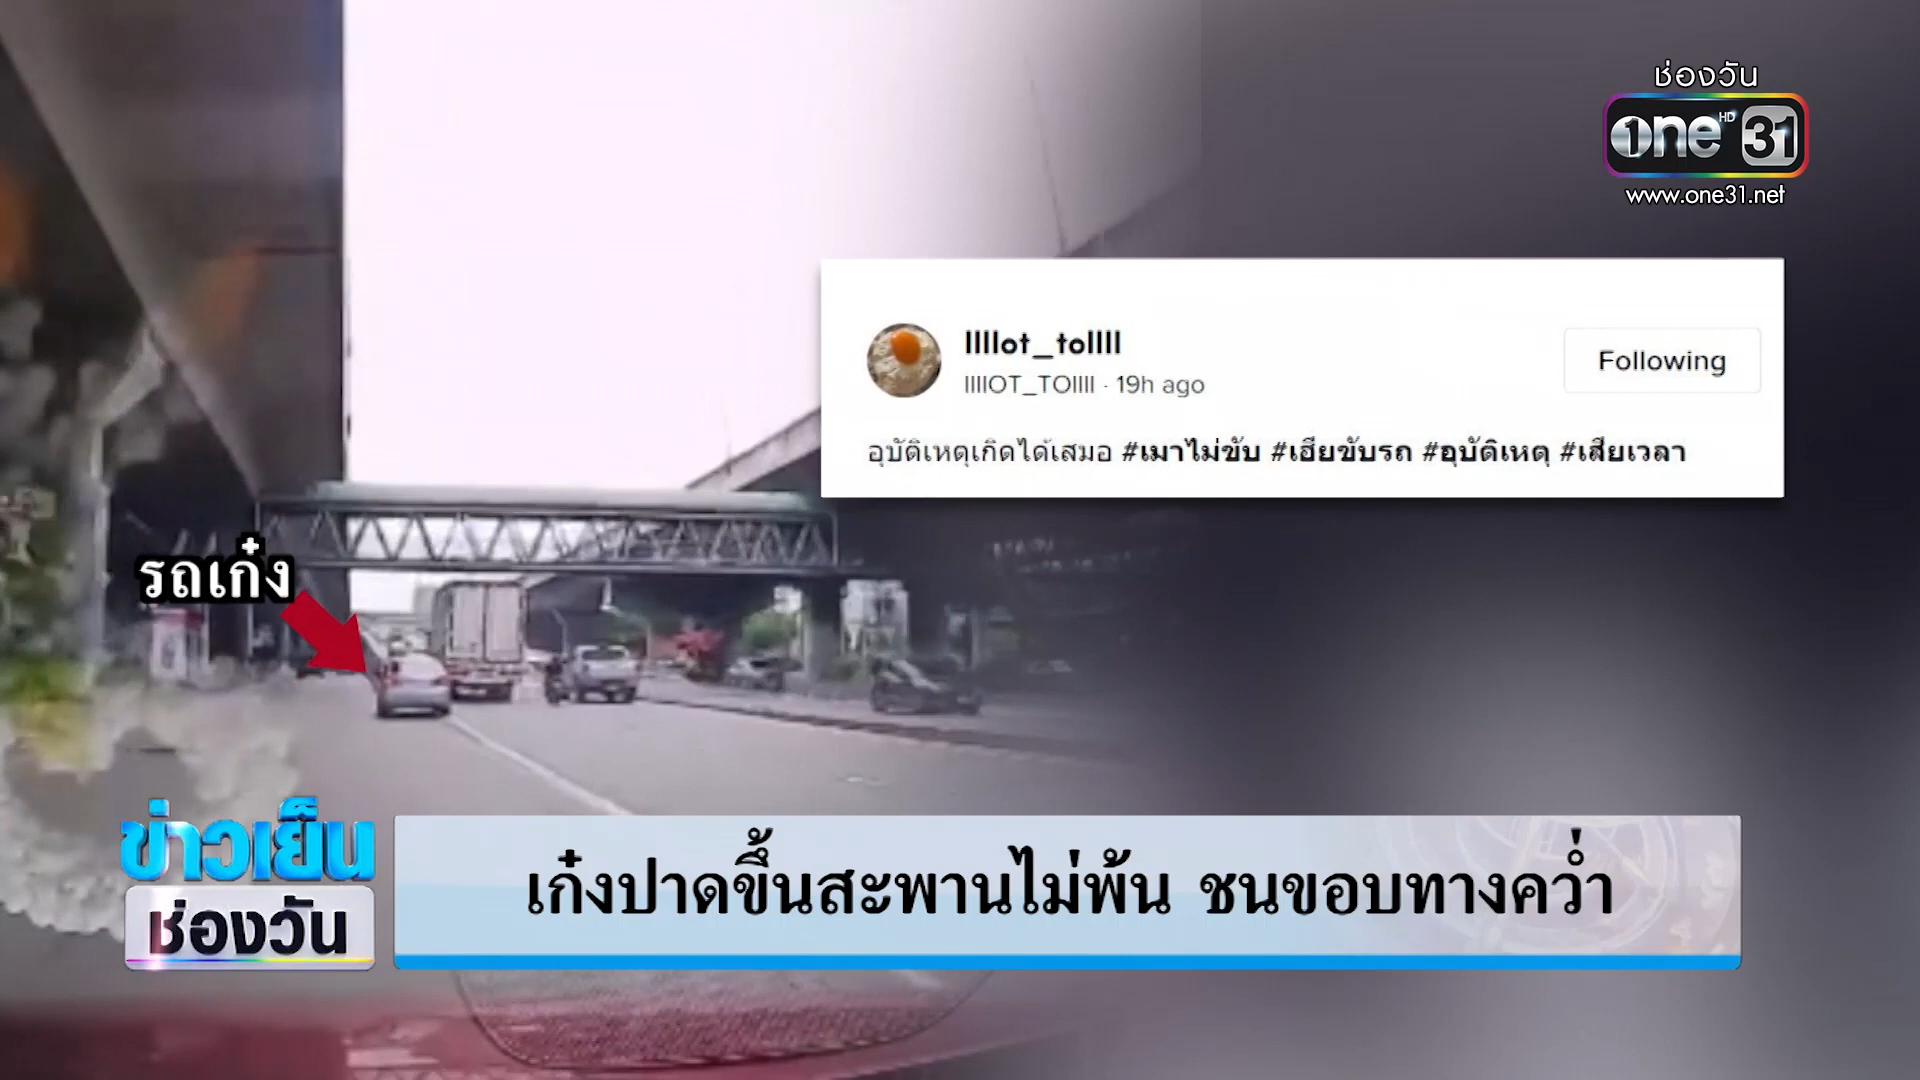 ช่องวัน
one HD 31
www.one31.net
llllot_tollll
llllOT_TOllll · 19h ago
Following
อุบัติเหตุเกิดได้เสมอ #เมาไม่ขับ #เฮียขับรถ #อุบัติเหตุ #เสียเวลา
รถเก๋ง
ข่าวเย็น
ช่องวัน
เก๋งปาดขึ้นสะพานไม่พ้น ชนขอบทางคว่ำ